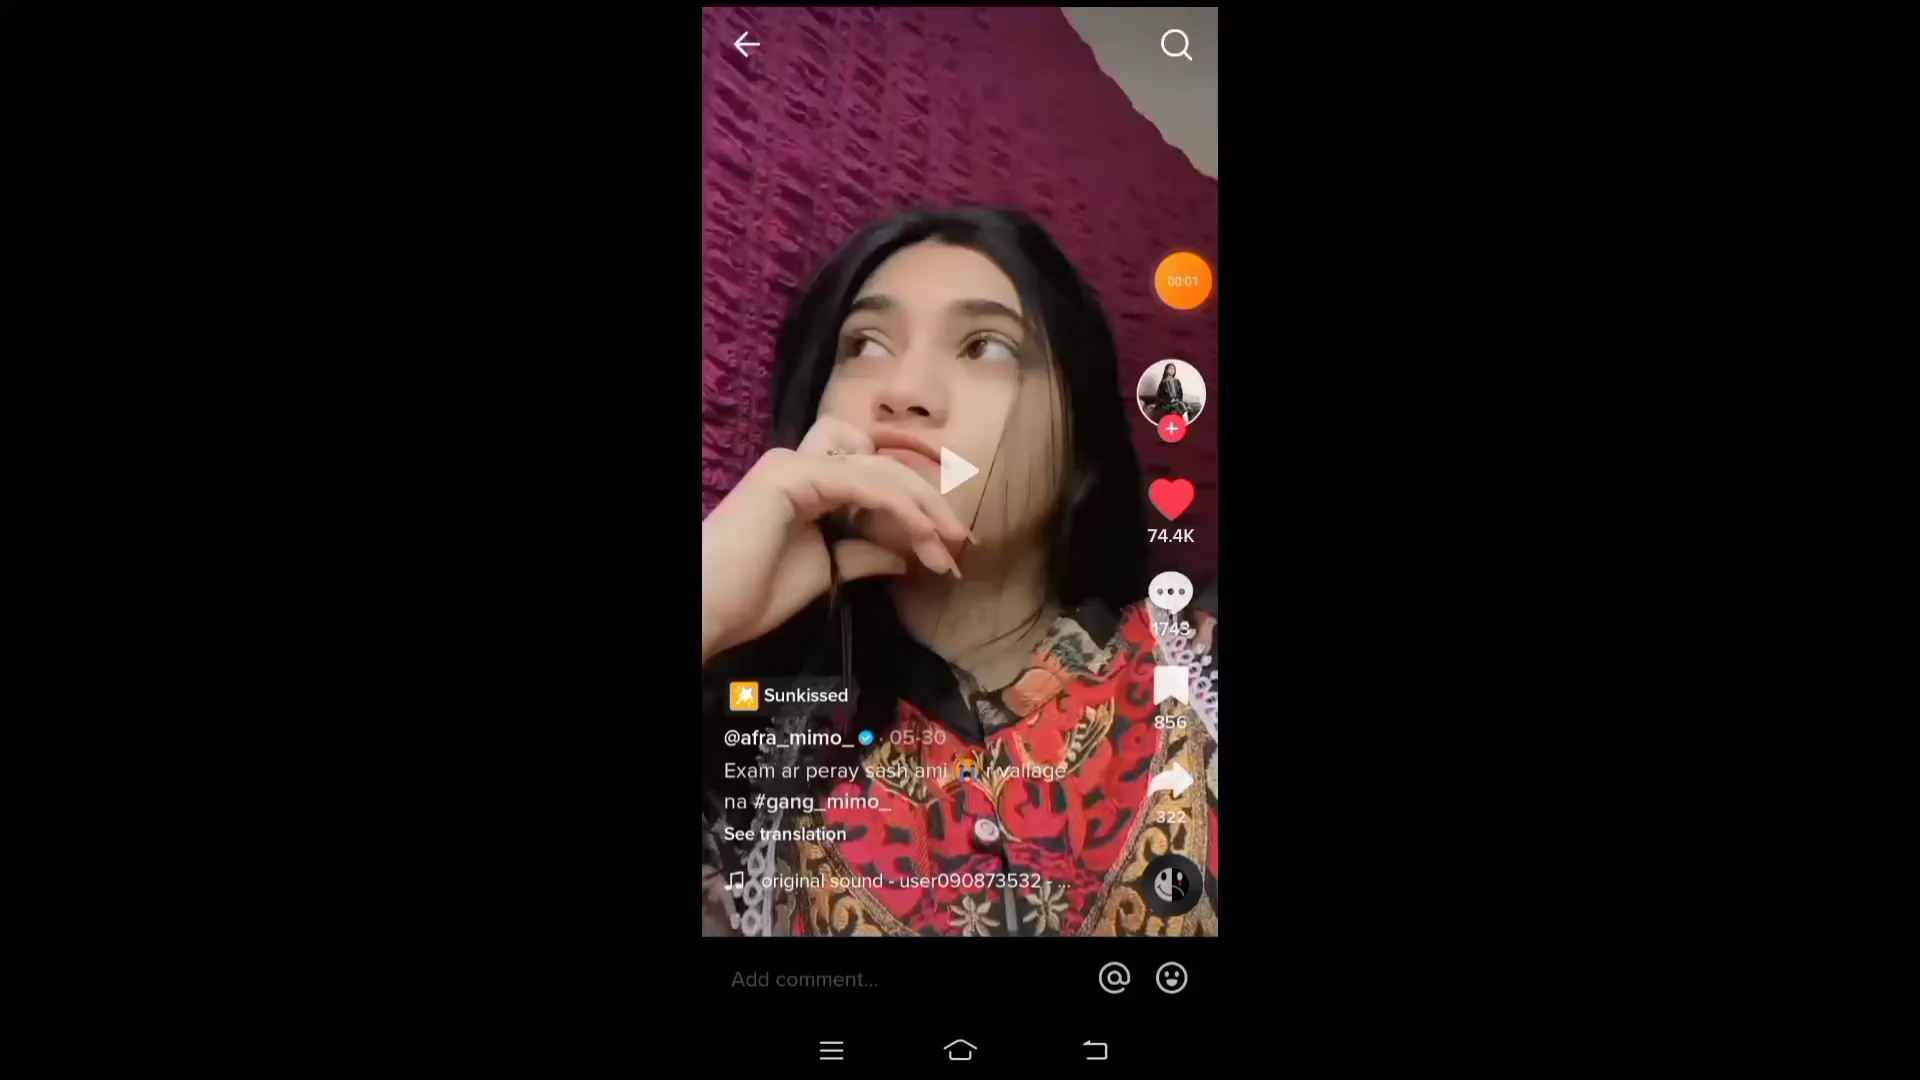 00:01
74.4K
1743
856
322
Sunkissed
@afra_mimo_ · 05-30
Exam ar peray sash ami 😭 r vallage
na #gang_mimo_
See translation
original sound - user090873532 - ...
Add comment...